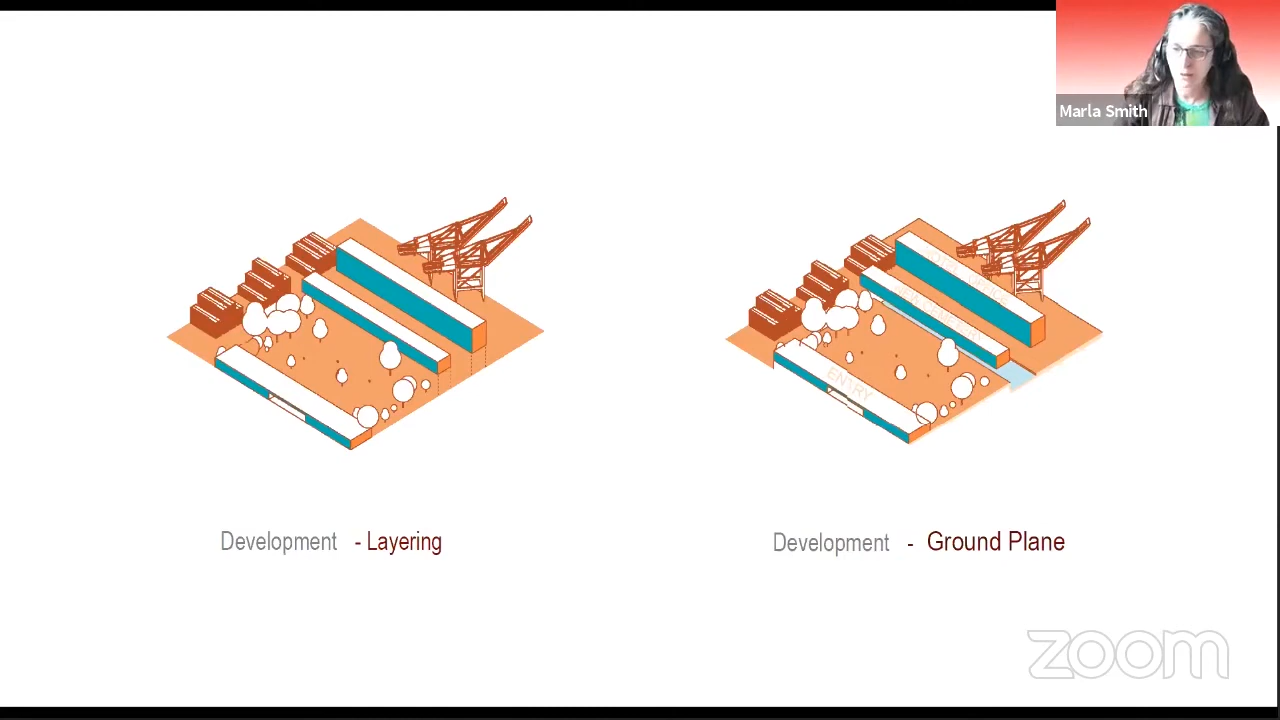 Marla Smith
ENTRY
Development - Layering
Development - Ground Plane
zoom